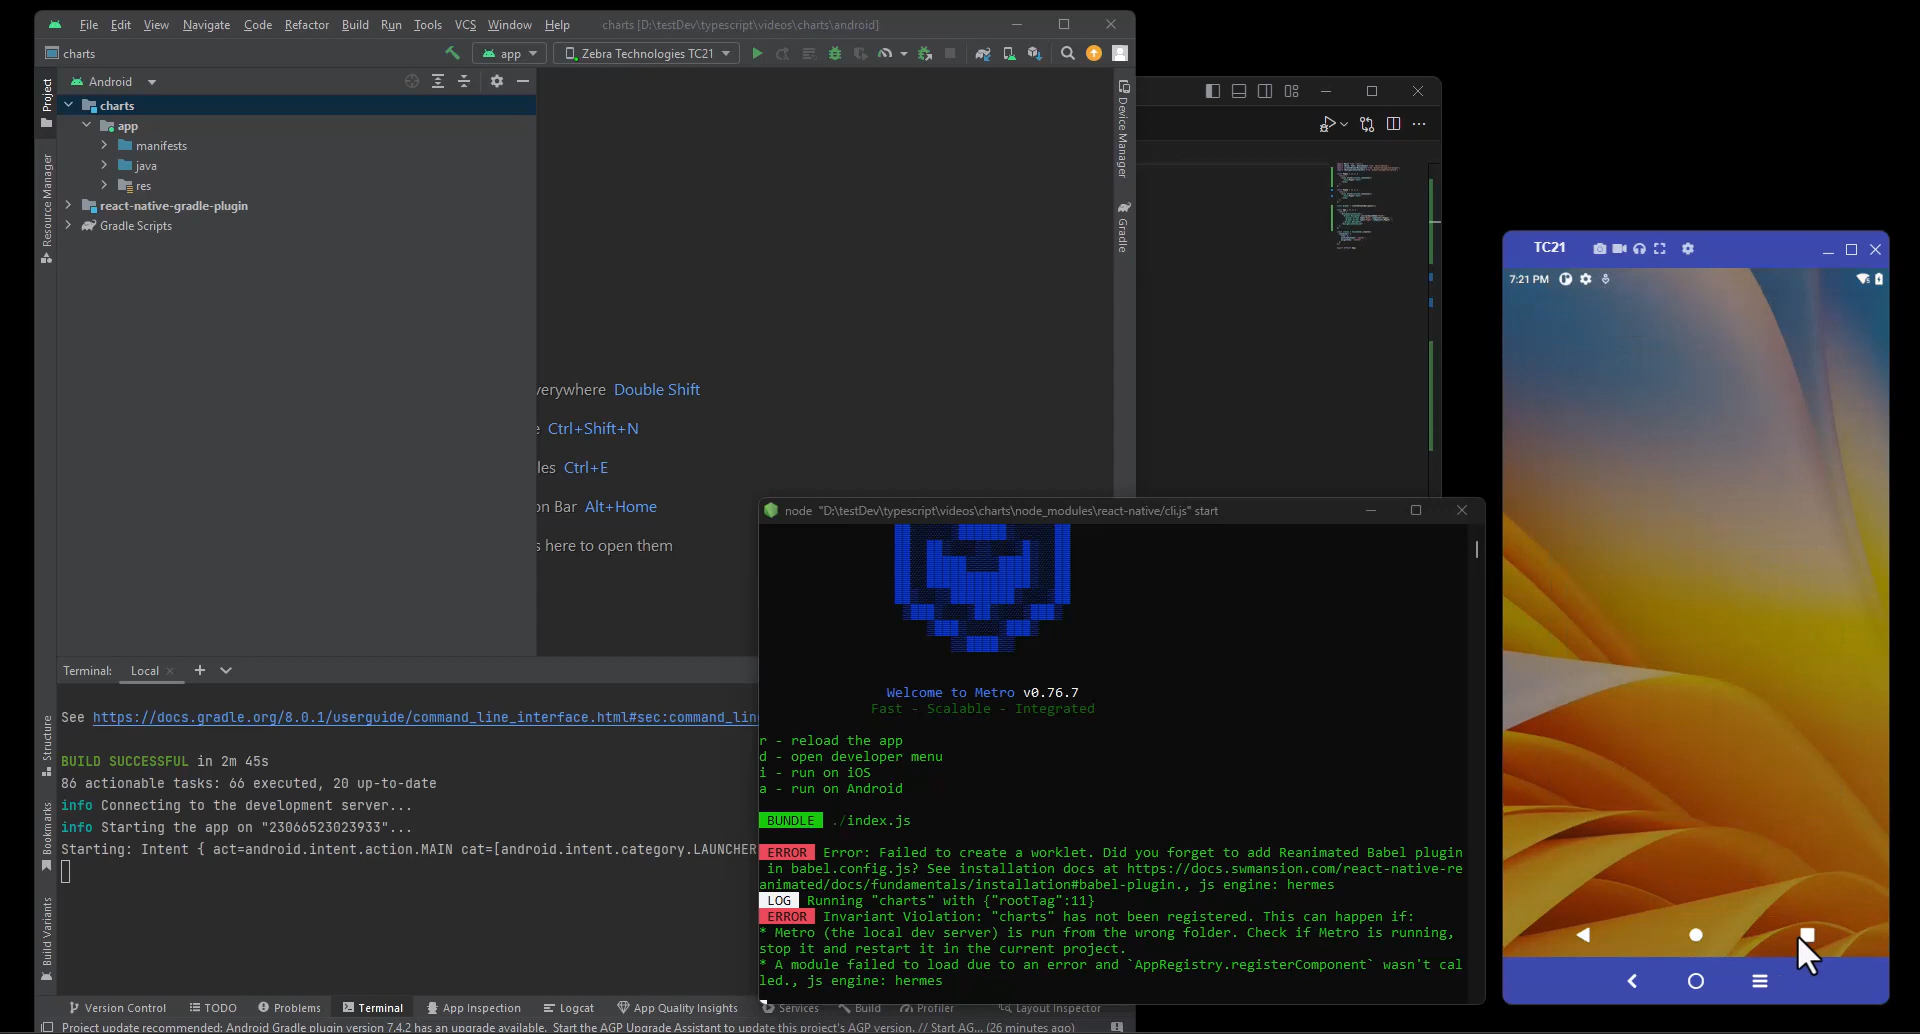 File Edit View Navigate Code Refactor Build Run Tools VCS Window Help charts [D:\testDev\typescript\videos\charts\android]
charts app Zebra Technologies TC21
Android
Project
charts
app
manifests
java
res
react-native-gradle-plugin
Gradle Scripts
Resource Manager
Device Manager
Gradle
everywhere Double Shift
e Ctrl+Shift+N
les Ctrl+E
on Bar Alt+Home
s here to open them
Terminal: Local
See https://docs.gradle.org/8.0.1/userguide/command_line_interface.html#sec:command_lin
BUILD SUCCESSFUL in 2m 45s
86 actionable tasks: 66 executed, 20 up-to-date
info Connecting to the development server...
info Starting the app on "23066523023933"...
Starting: Intent { act=android.intent.action.MAIN cat=[android.intent.category.LAUNCHER
Structure
Bookmarks
Build Variants
node "D:\testDev\typescript\videos\charts\node_modules\react-native/cli.js" start
Welcome to Metro v0.76.7
Fast - Scalable - Integrated
r - reload the app
d - open developer menu
i - run on iOS
a - run on Android
BUNDLE ./index.js
ERROR Error: Failed to create a worklet. Did you forget to add Reanimated Babel plugin
in babel.config.js? See installation docs at https://docs.swmansion.com/react-native-re
animated/docs/fundamentals/installation#babel-plugin., js engine: hermes
LOG Running "charts" with {"rootTag":11}
ERROR Invariant Violation: "charts" has not been registered. This can happen if:
* Metro (the local dev server) is run from the wrong folder. Check if Metro is running,
stop it and restart it in the current project.
* A module failed to load due to an error and `AppRegistry.registerComponent` wasn't cal
led., js engine: hermes
TC21
7:21 PM
Version Control TODO Problems Terminal App Inspection Logcat App Quality Insights Services Build Profiler Layout Inspector
Project update recommended: Android Gradle plugin version 7.4.2 has an upgrade available. Start the AGP Upgrade Assistant to update this project's AGP version. // Start AG... (26 minutes ago)